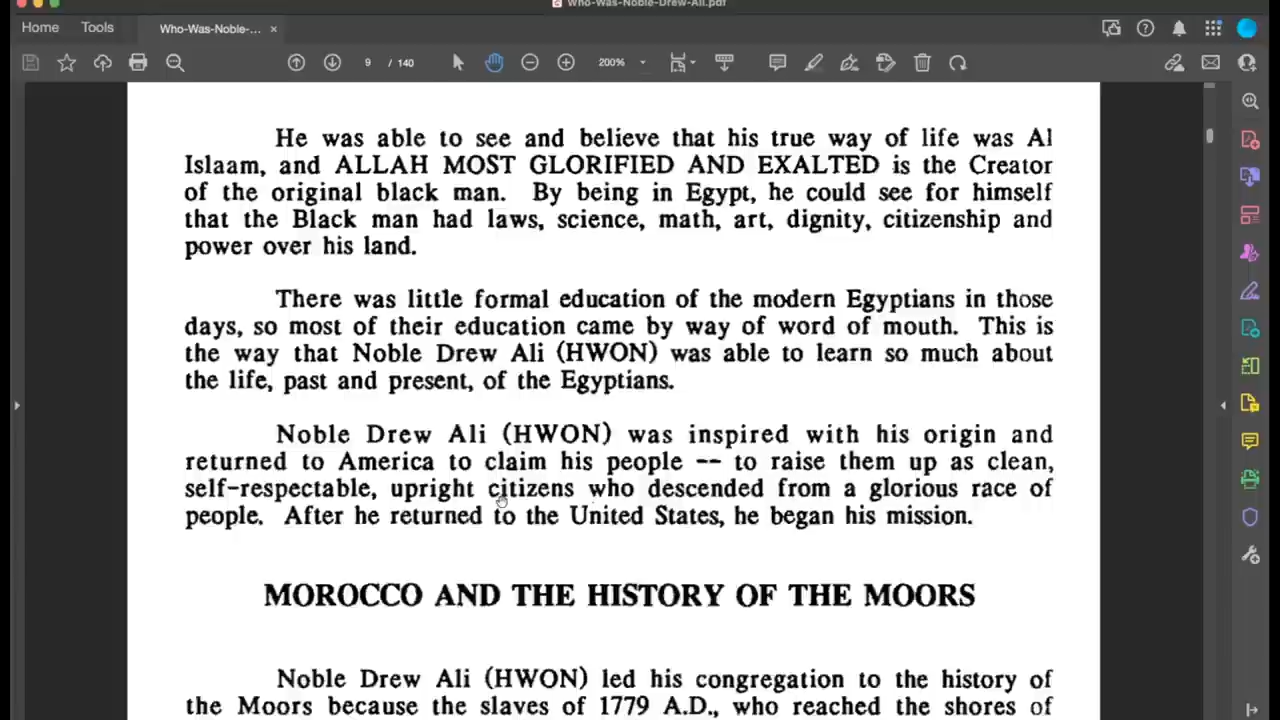 Who-Was-Noble-Drew-Ali.pdf
Home Tools Who-Was-Noble-... ×
9 / 140 200%
He was able to see and believe that his true way of life was Al
Islaam, and ALLAH MOST GLORIFIED AND EXALTED is the Creator
of the original black man. By being in Egypt, he could see for himself
that the Black man had laws, science, math, art, dignity, citizenship and
power over his land.
There was little formal education of the modern Egyptians in those
days, so most of their education came by way of word of mouth. This is
the way that Noble Drew Ali (HWON) was able to learn so much about
the life, past and present, of the Egyptians.
Noble Drew Ali (HWON) was inspired with his origin and
returned to America to claim his people -- to raise them up as clean,
self-respectable, upright citizens who descended from a glorious race of
people. After he returned to the United States, he began his mission.
MOROCCO AND THE HISTORY OF THE MOORS
Noble Drew Ali (HWON) led his congregation to the history of
the Moors because the slaves of 1779 A.D., who reached the shores of